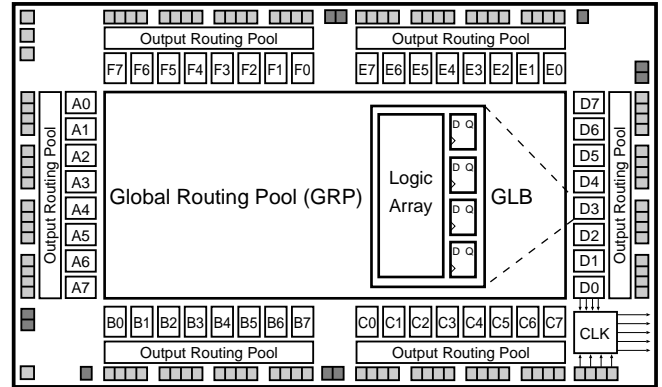 Output Routing Pool Output Routing Pool
F7 F6 F5 F4 F3 F2 F1 F0 E7 E6 E5 E4 E3 E2 E1 E0
Output Routing Pool
A0
A1
A2
A3
A4
A5
A6
A7
Global Routing Pool (GRP)
Logic
Array
D Q
D Q
D Q
D Q
GLB
D7
D6
D5
D4
D3
D2
D1
D0
Output Routing Pool
B0 B1 B2 B3 B4 B5 B6 B7 C0 C1 C2 C3 C4 C5 C6 C7
CLK
Output Routing Pool Output Routing Pool